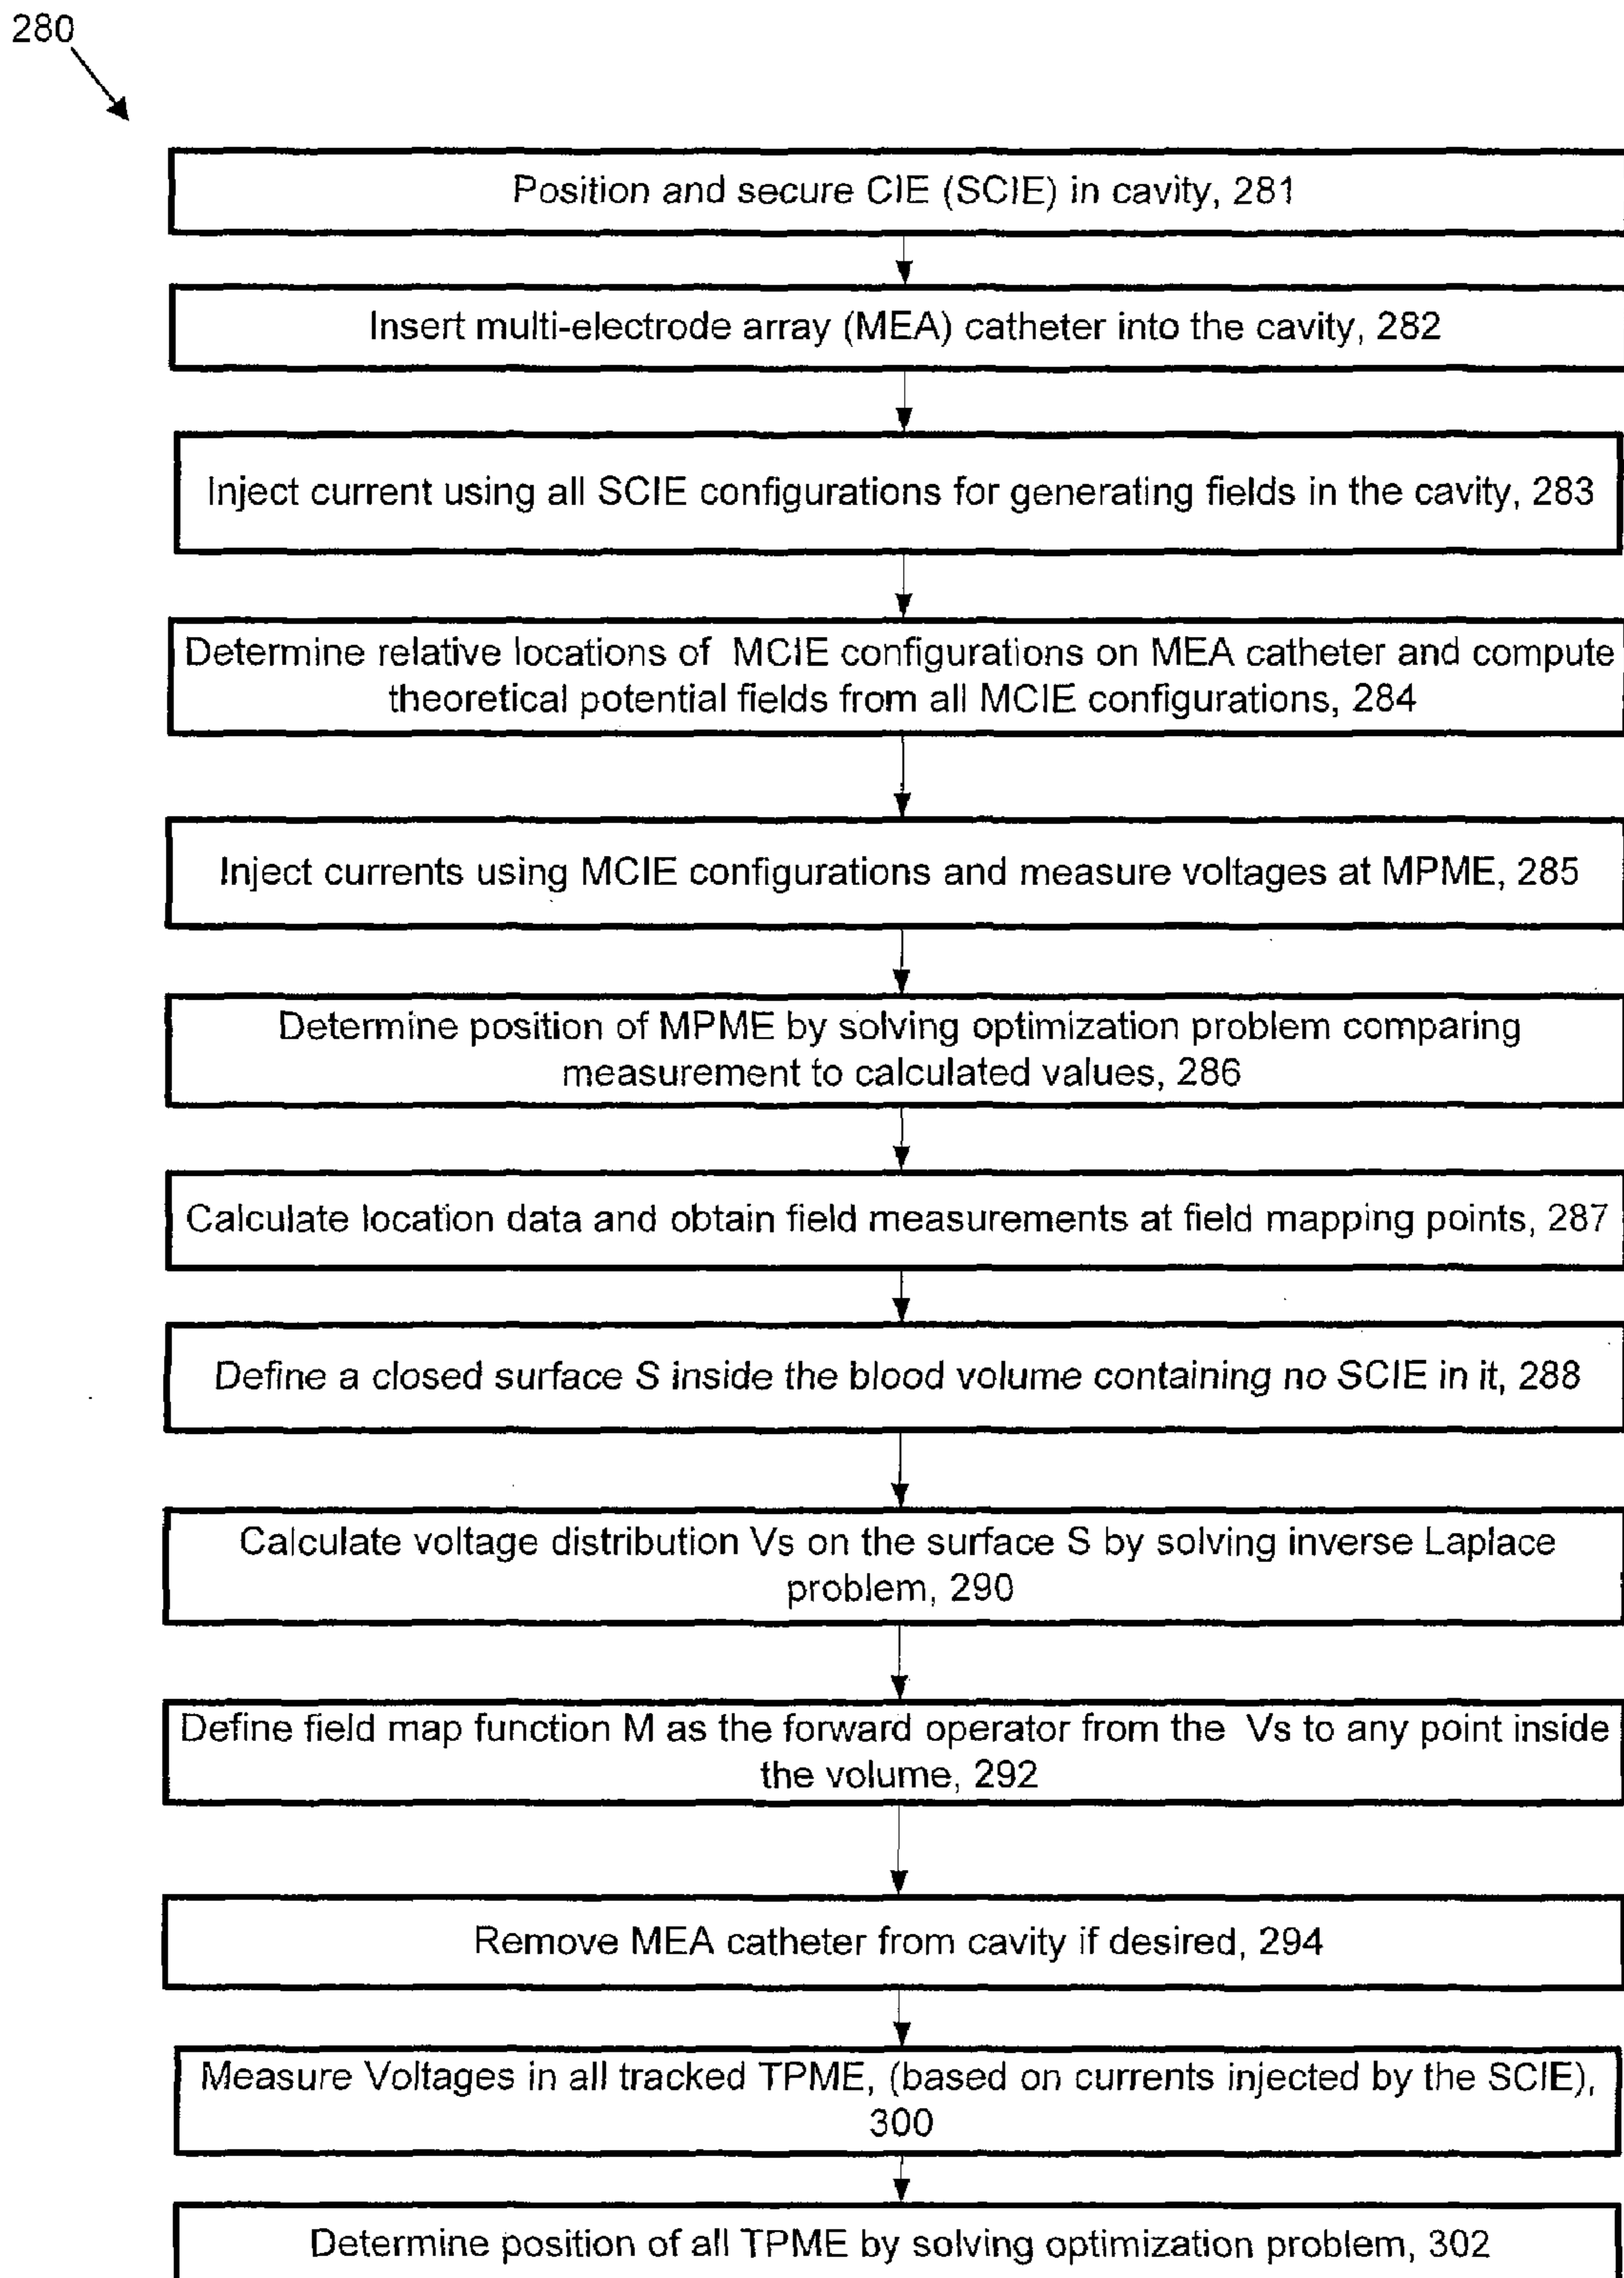 280
Position and secure CIE (SCIE) in cavity, 281
Insert multi-electrode array (MEA) catheter into the cavity, 282
Inject current using all SCIE configurations for generating fields in the cavity, 283
Determine relative locations of MCIE configurations on MEA catheter and compute
theoretical potential fields from all MCIE configurations, 284
Inject currents using MCIE configurations and measure voltages at MPME, 285
Determine position of MPME by solving optimization problem comparing
measurement to calculated values, 286
Calculate location data and obtain field measurements at field mapping points, 287
Define a closed surface S inside the blood volume containing no SCIE in it, 288
Calculate voltage distribution Vs on the surface S by solving inverse Laplace
problem, 290
Define field map function M as the forward operator from the Vs to any point inside
the volume, 292
Remove MEA catheter from cavity if desired, 294
Measure Voltages in all tracked TPME, (based on currents injected by the SCIE),
300
Determine position of all TPME by solving optimization problem, 302